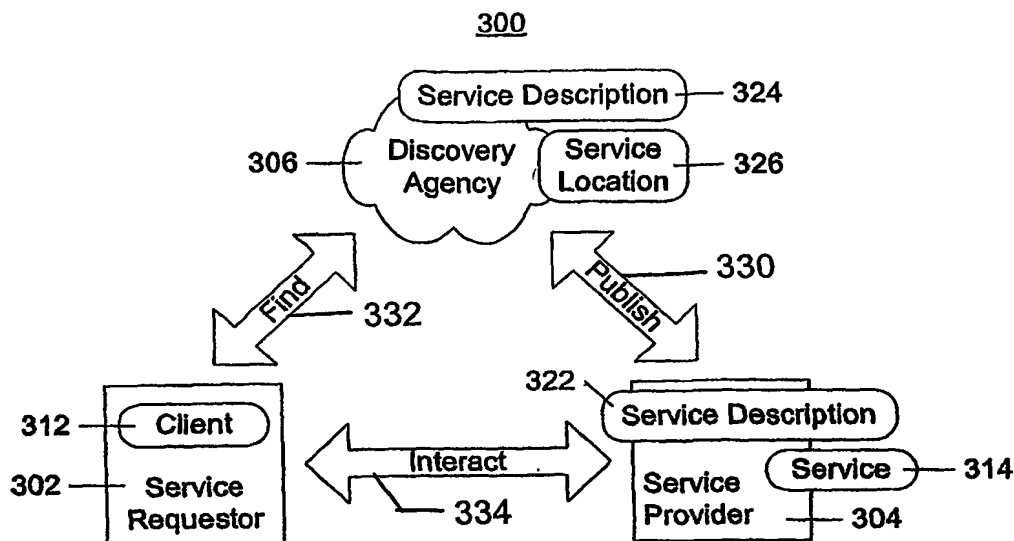 300
Service Description
324
306
Discovery
Agency
Service
Location
326
Find
332
Publish
330
312
Client
302
Service
Requestor
Interact
334
322
Service Description
Service
314
Service
Provider
304